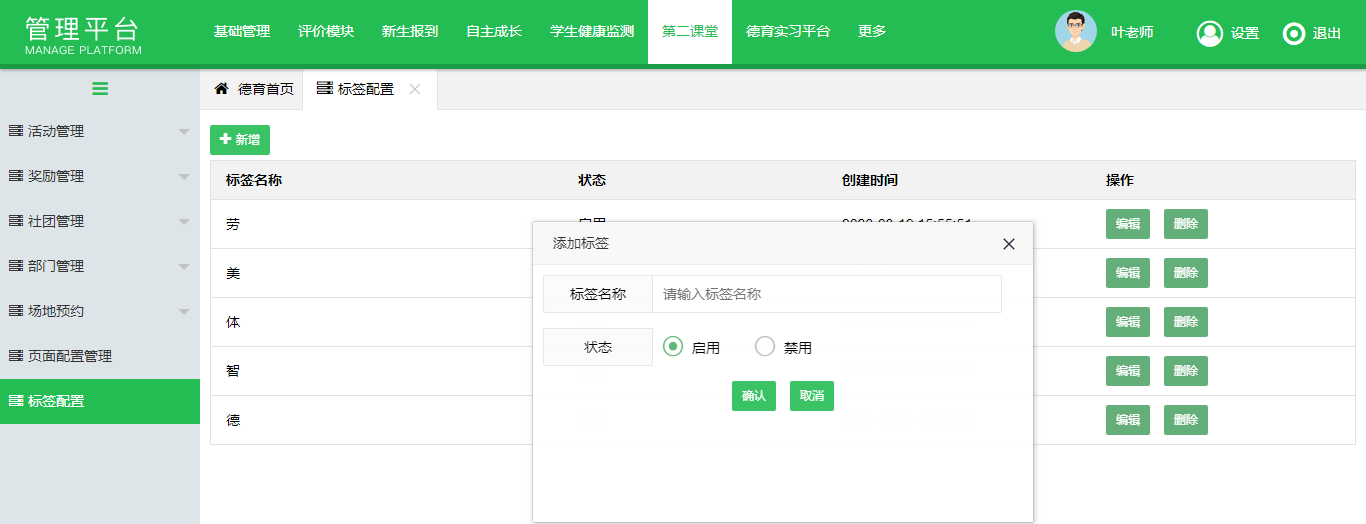 管理平台
MANAGE PLATFORM
基础管理 评价模块 新生报到 自主成长 学生健康监测 第二课堂 德育实习平台 更多
叶老师 设置 退出
德育首页 标签配置
活动管理
奖励管理
社团管理
部门管理
场地预约
页面配置管理
标签配置
新增
标签名称 状态 创建时间 操作
劳 编辑 删除
美 编辑 删除
体 编辑 删除
智 编辑 删除
德 编辑 删除
添加标签
标签名称 请输入标签名称
状态 启用 禁用
确认 取消